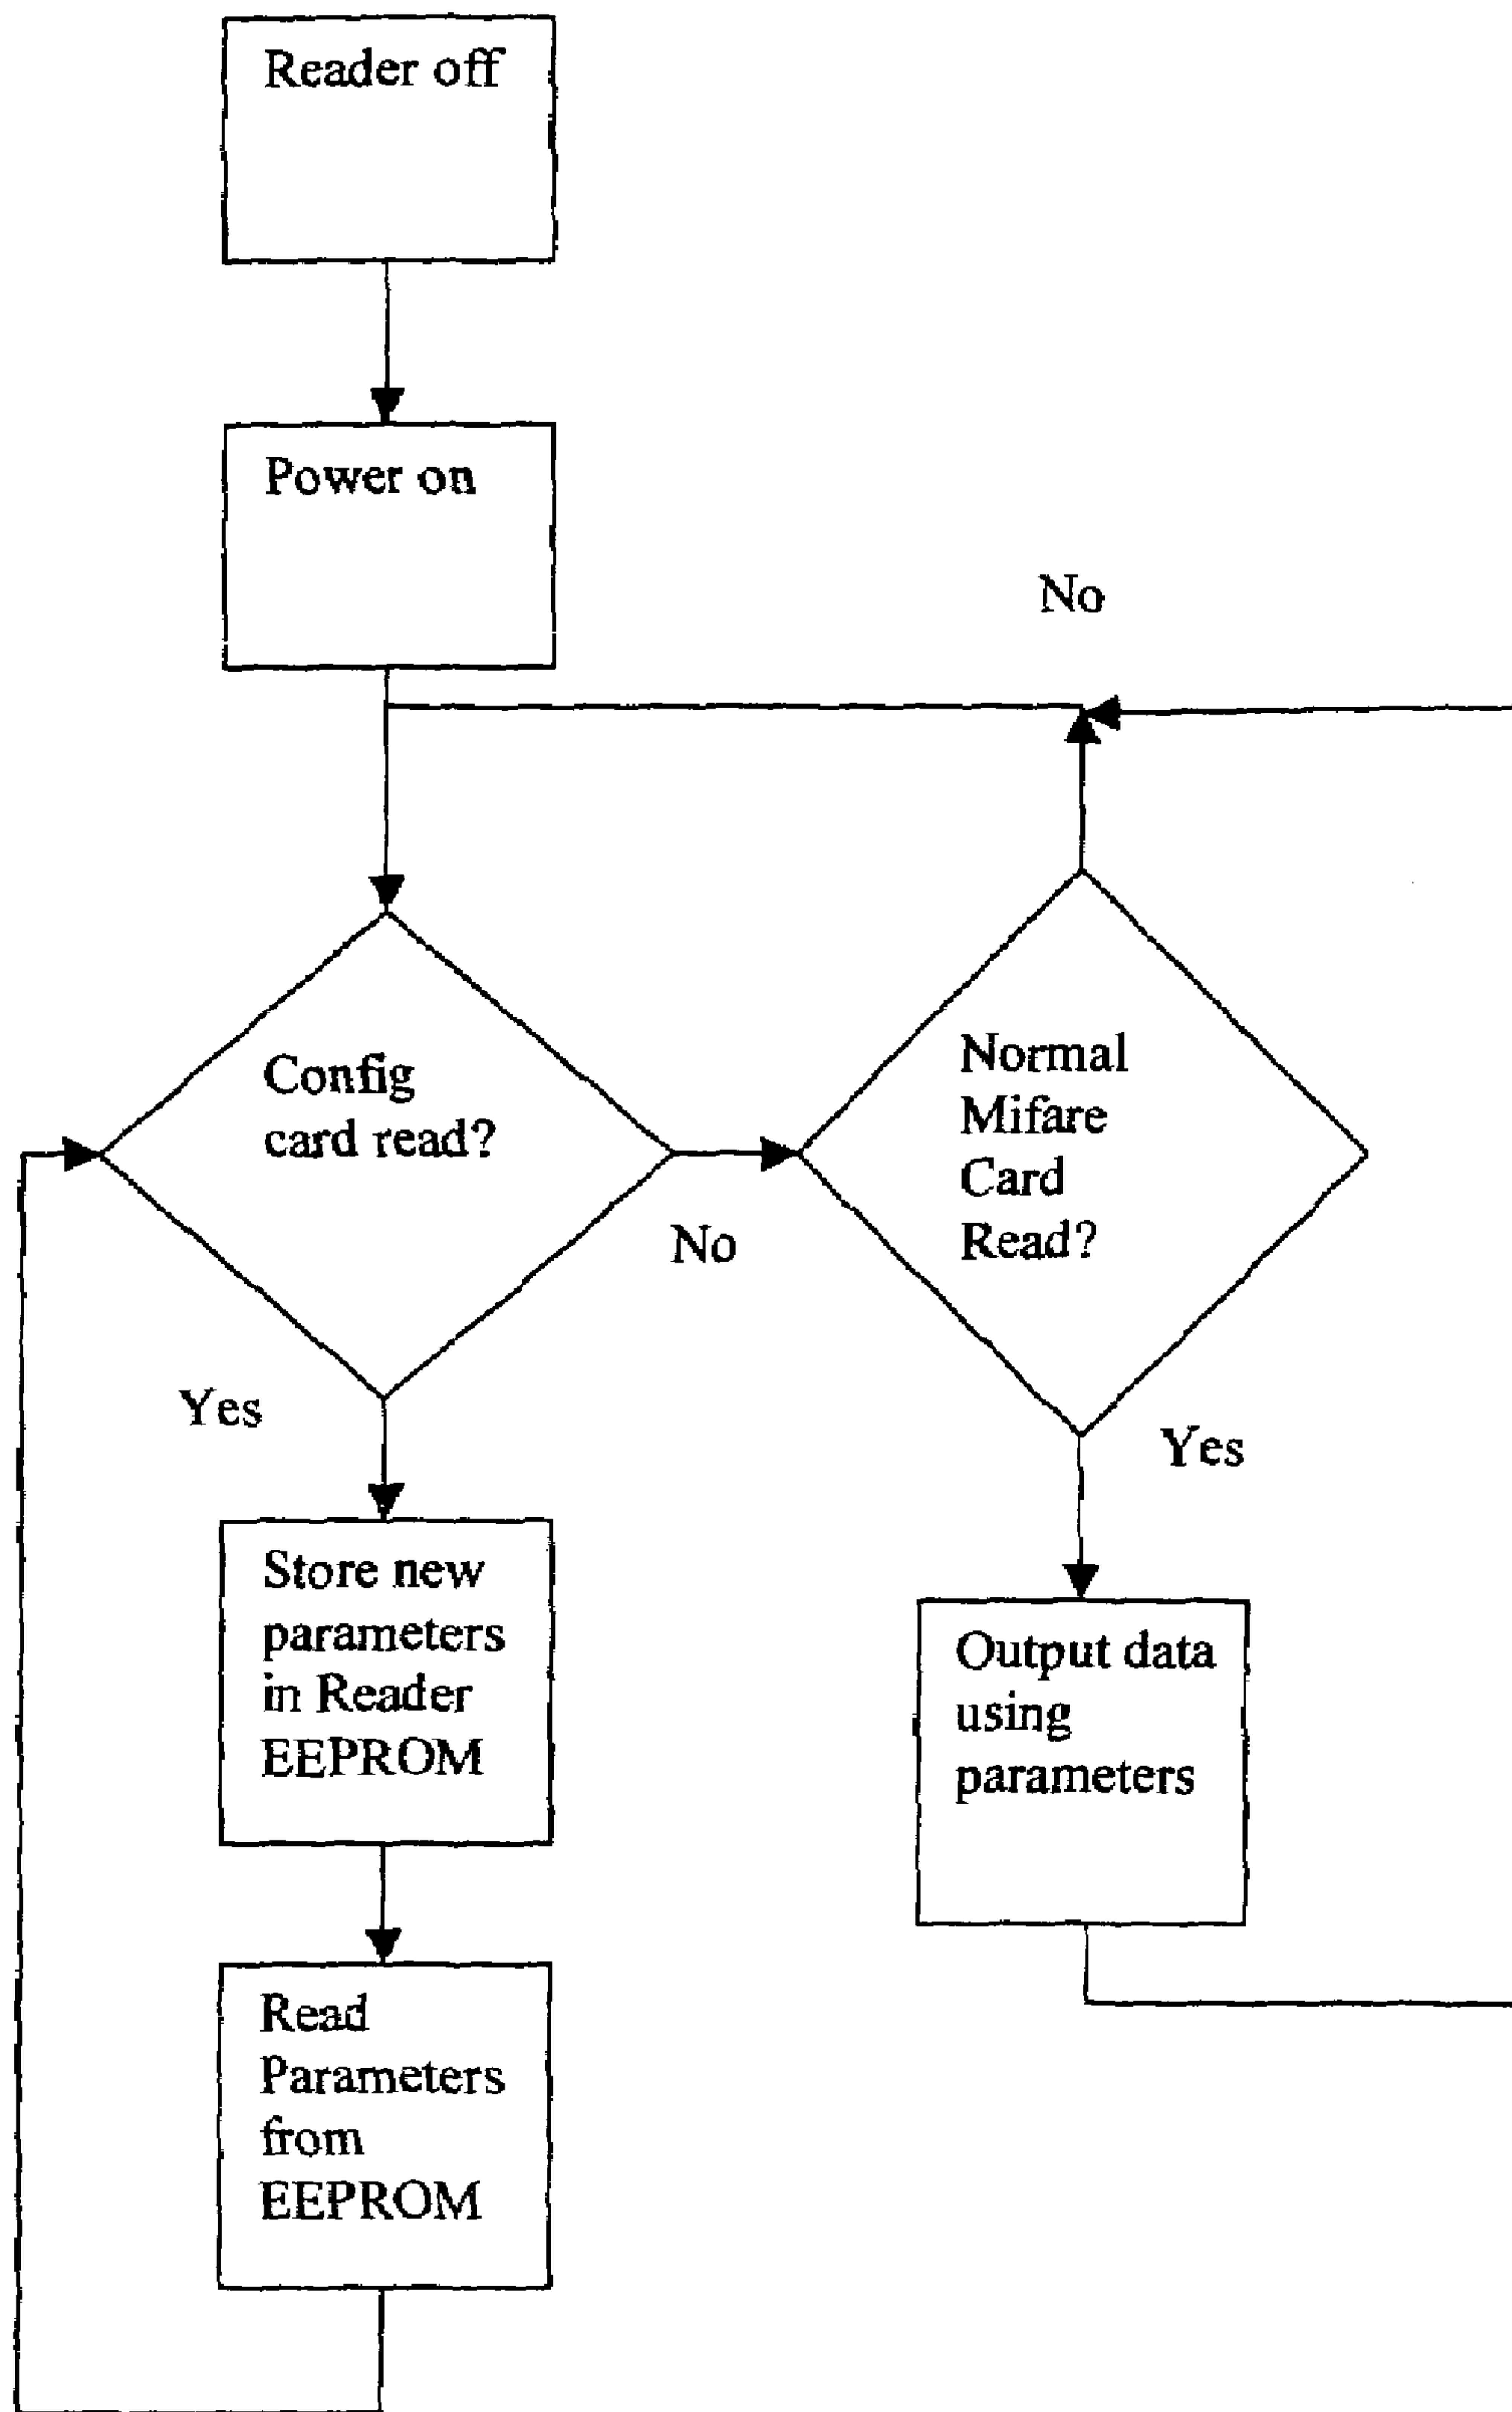 Reader off
Power on
No
Config
card read?
No
Yes
Normal
Mifare
Card
Read?
Yes
Store new
parameters
in Reader
EEPROM
Output data
using
parameters
Read
Parameters
from
EEPROM